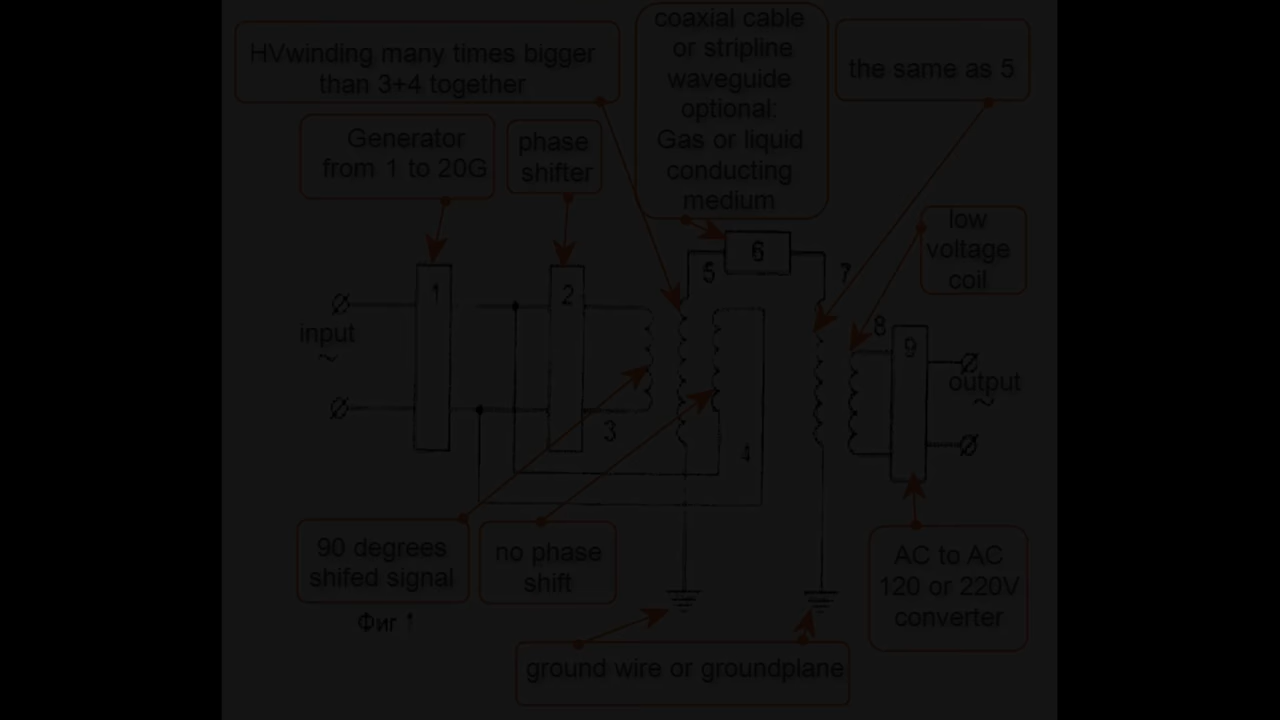 HVwinding many times bigger
than 3+4 together
coaxial cable
or stripline
waveguide
optional:
Gas or liquid
conducting
medium
the same as 5
Generator
from 1 to 20G
phase
shifter
low
voltage
coil
1
2
3
4
5
6
7
8
9
input
~
output
~
90 degrees
shifed signal
no phase
shift
AC to AC
120 or 220V
converter
Фиг 1
ground wire or groundplane